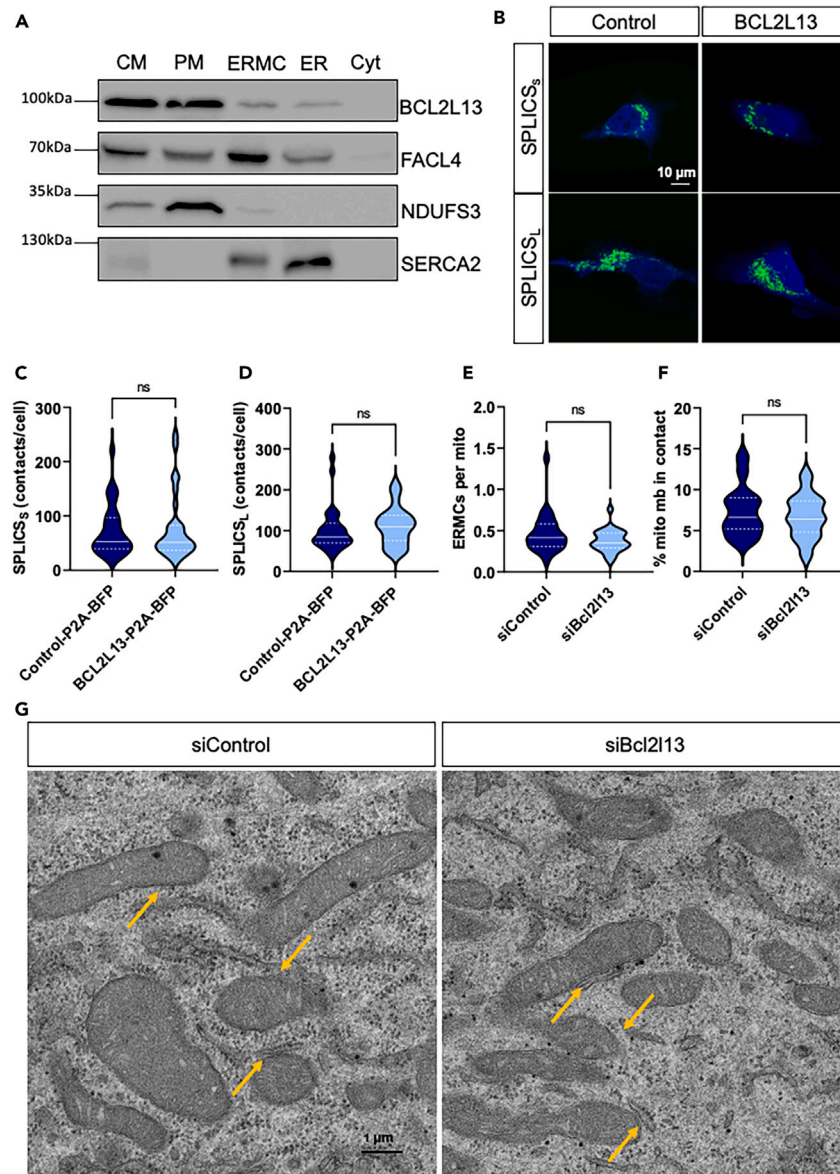 A
CM PM ERMC ER Cyt
100kDa
BCL2L13
70kDa
FACL4
35kDa
NDUFS3
130kDa
SERCA2
B
Control BCL2L13
SPLICSs
10 µm
SPLICSL
C
ns
SPLICSs (contacts/cell)
300
200
100
0
Control-P2A-BFP
BCL2L13-P2A-BFP
D
ns
SPLICSL (contacts/cell)
400
300
200
100
0
Control-P2A-BFP
BCL2L13-P2A-BFP
E
ns
ERMCs per mito
2.0
1.5
1.0
0.5
0.0
siControl
siBcl2l13
F
ns
% mito mb in contact
20
15
10
5
0
siControl
siBcl2l13
G
siControl siBcl2l13
1 µm